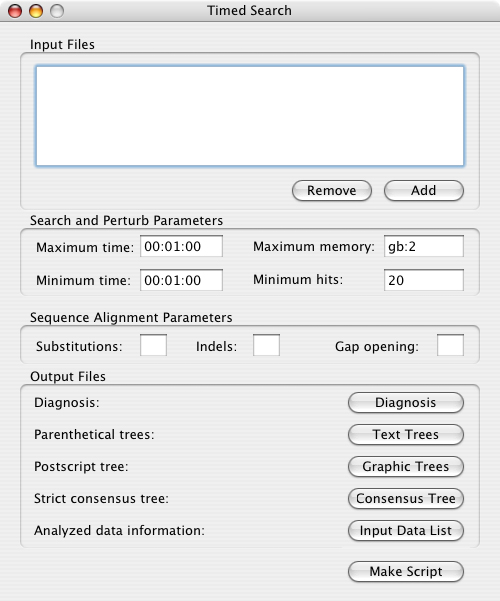 Timed Search
Input Files
Remove Add
Search and Perturb Parameters
Maximum time: 00:01:00 Maximum memory: gb:2
Minimum time: 00:01:00 Minimum hits: 20
Sequence Alignment Parameters
Substitutions: Indels: Gap opening:
Output Files
Diagnosis: Diagnosis
Parenthetical trees: Text Trees
Postscript tree: Graphic Trees
Strict consensus tree: Consensus Tree
Analyzed data information: Input Data List
Make Script